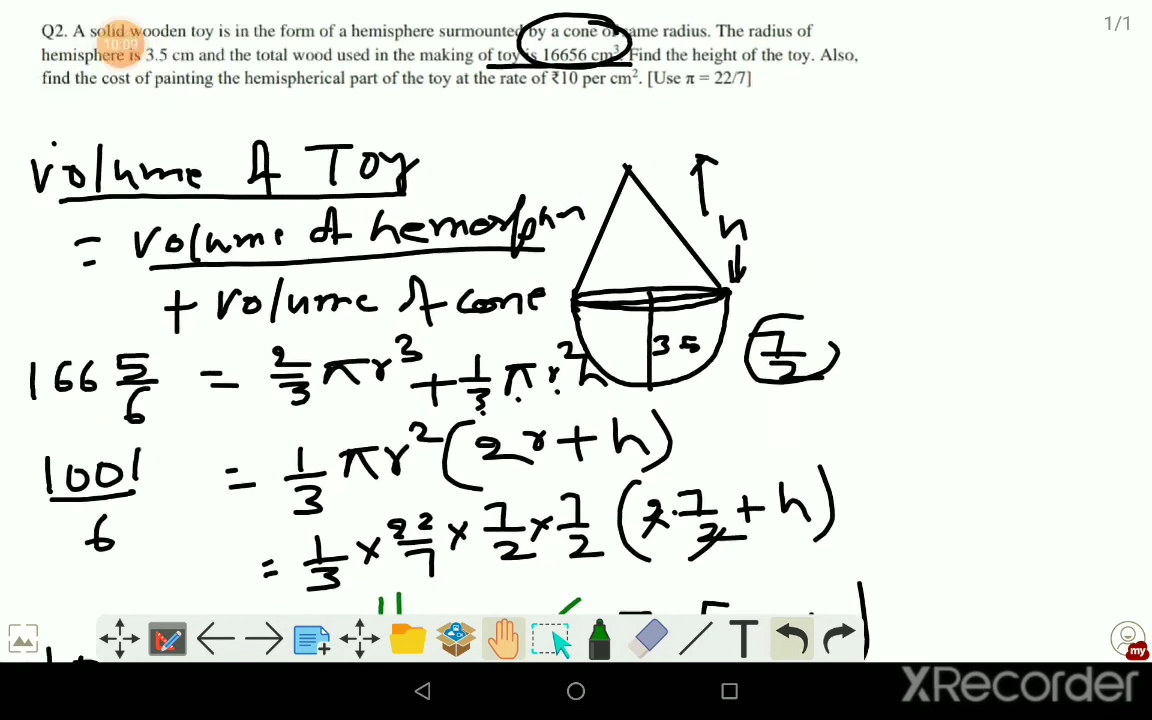 1/1
Q2. A solid wooden toy is in the form of a hemisphere surmounted by a cone of same radius. The radius of
10:09
hemisphere is 3.5 cm and the total wood used in the making of toy is 16656 cm³. Find the height of the toy. Also,
find the cost of painting the hemispherical part of the toy at the rate of ₹10 per cm². [Use π = 22/7]
volume of Toy
= volume of
+ volume of cone
h
3 5
7/2
166 5/6 = 2/3 πr³ + 1/3 πr²h
1001/6 = 1/3 πr² (2r + h)
= 1/3 × 22/7 × 7/2 × 7/2 (2·7/2 + h)
11
T
my
XRecorder